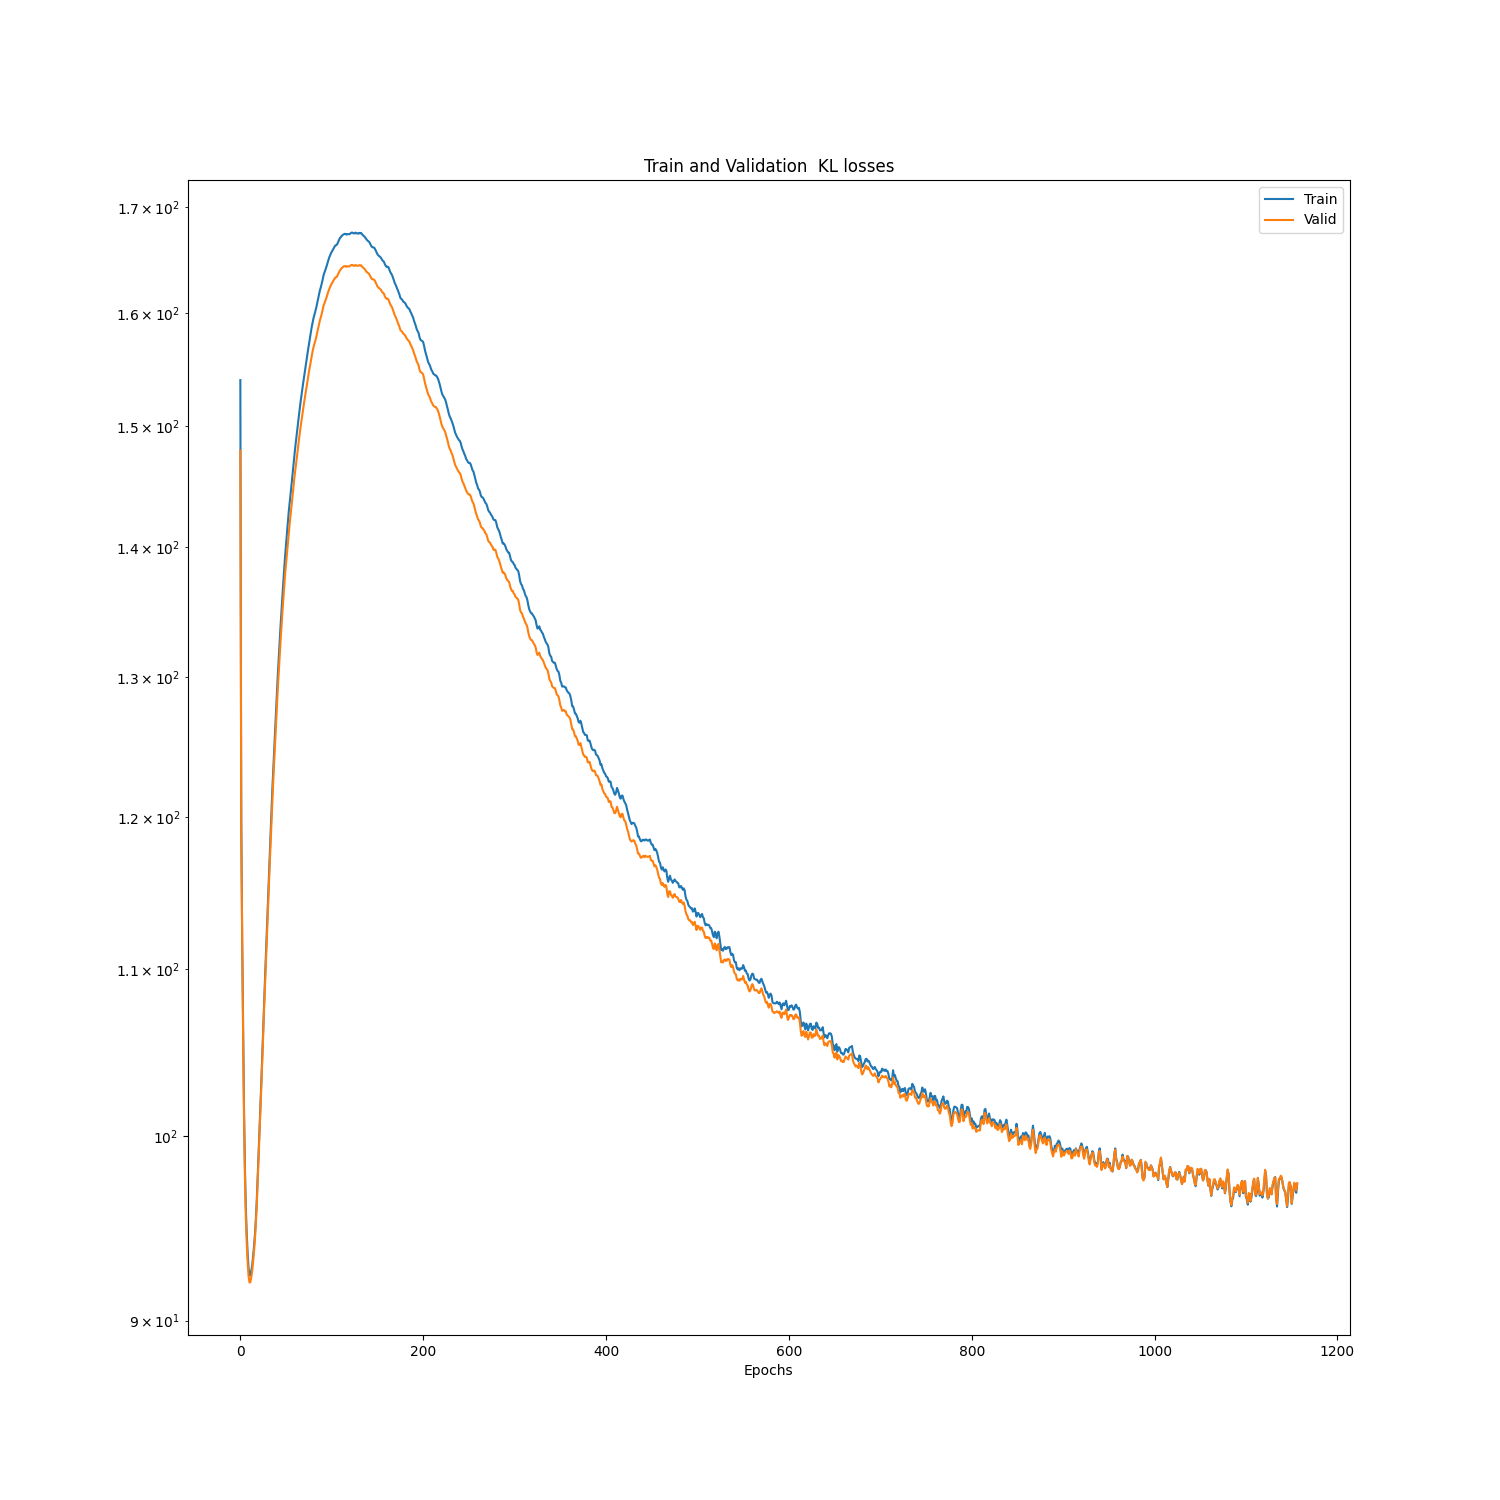 Train and Validation  KL losses
Train
Valid
1.7 × 10²
1.6 × 10²
1.5 × 10²
1.4 × 10²
1.3 × 10²
1.2 × 10²
1.1 × 10²
10²
9 × 10¹
0 200 400 600 800 1000 1200
Epochs